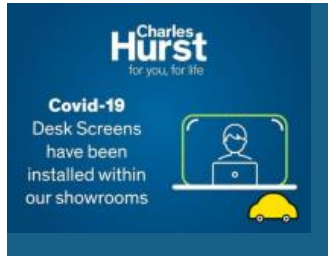 Charles
Hurst
for you, for life
Covid-19
Desk Screens
have been
installed within
our showrooms